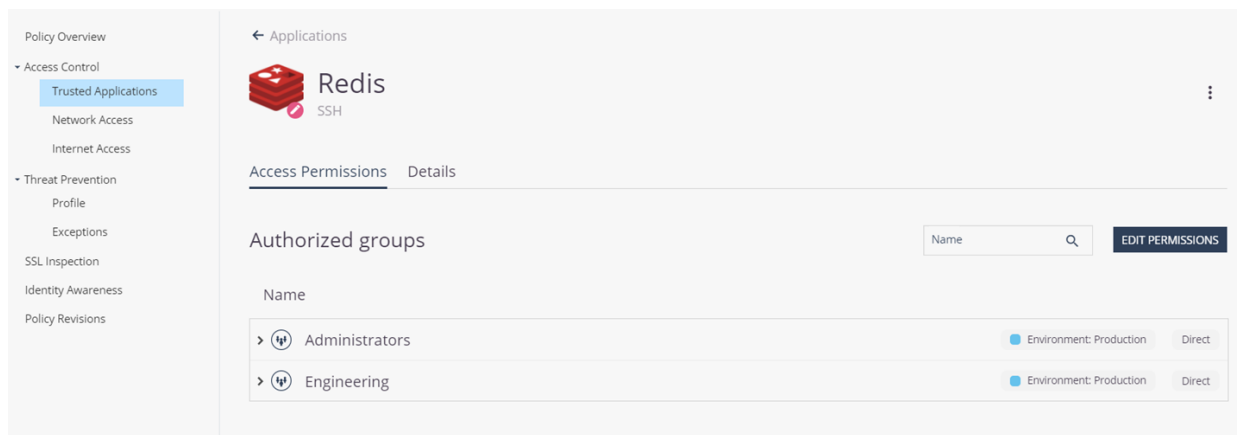 Policy Overview
Access Control
Trusted Applications
Network Access
Internet Access
Threat Prevention
Profile
Exceptions
SSL Inspection
Identity Awareness
Policy Revisions
Applications
Redis
SSH
Access Permissions Details
Authorized groups Name EDIT PERMISSIONS
Name
Administrators Environment: Production Direct
Engineering Environment: Production Direct